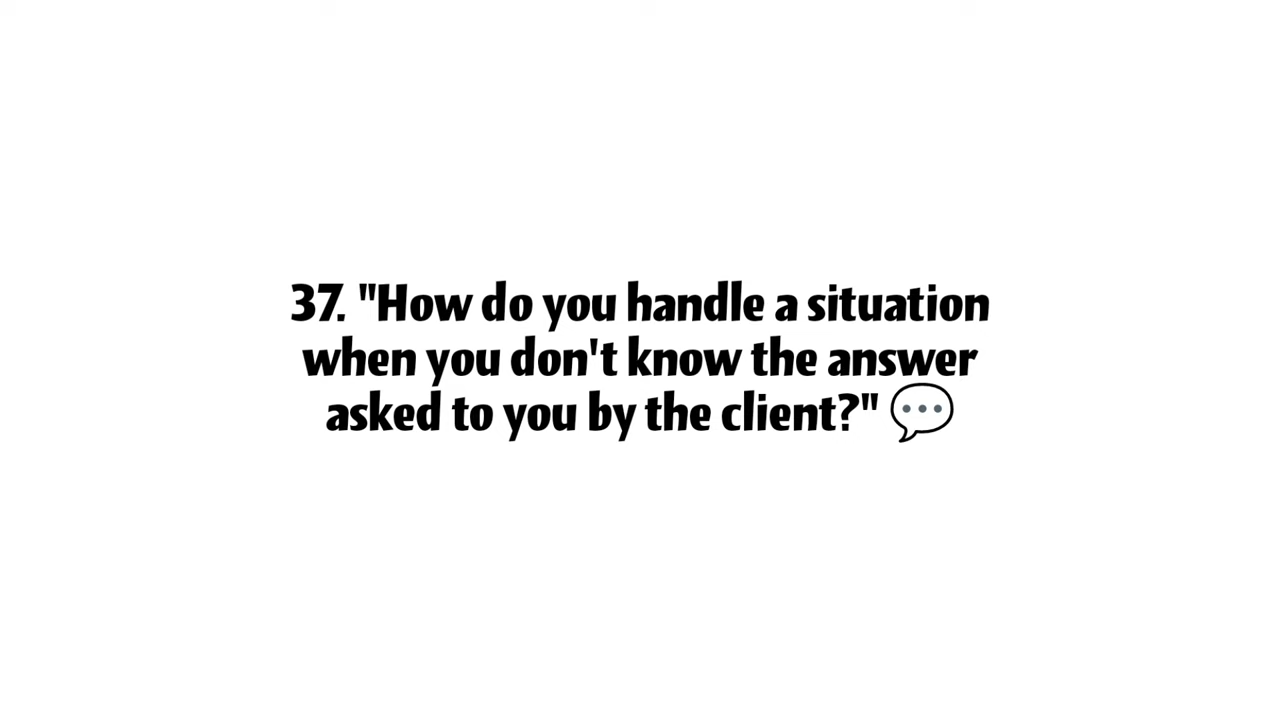 37. "How do you handle a situation
when you don't know the answer
asked to you by the client?" 💬